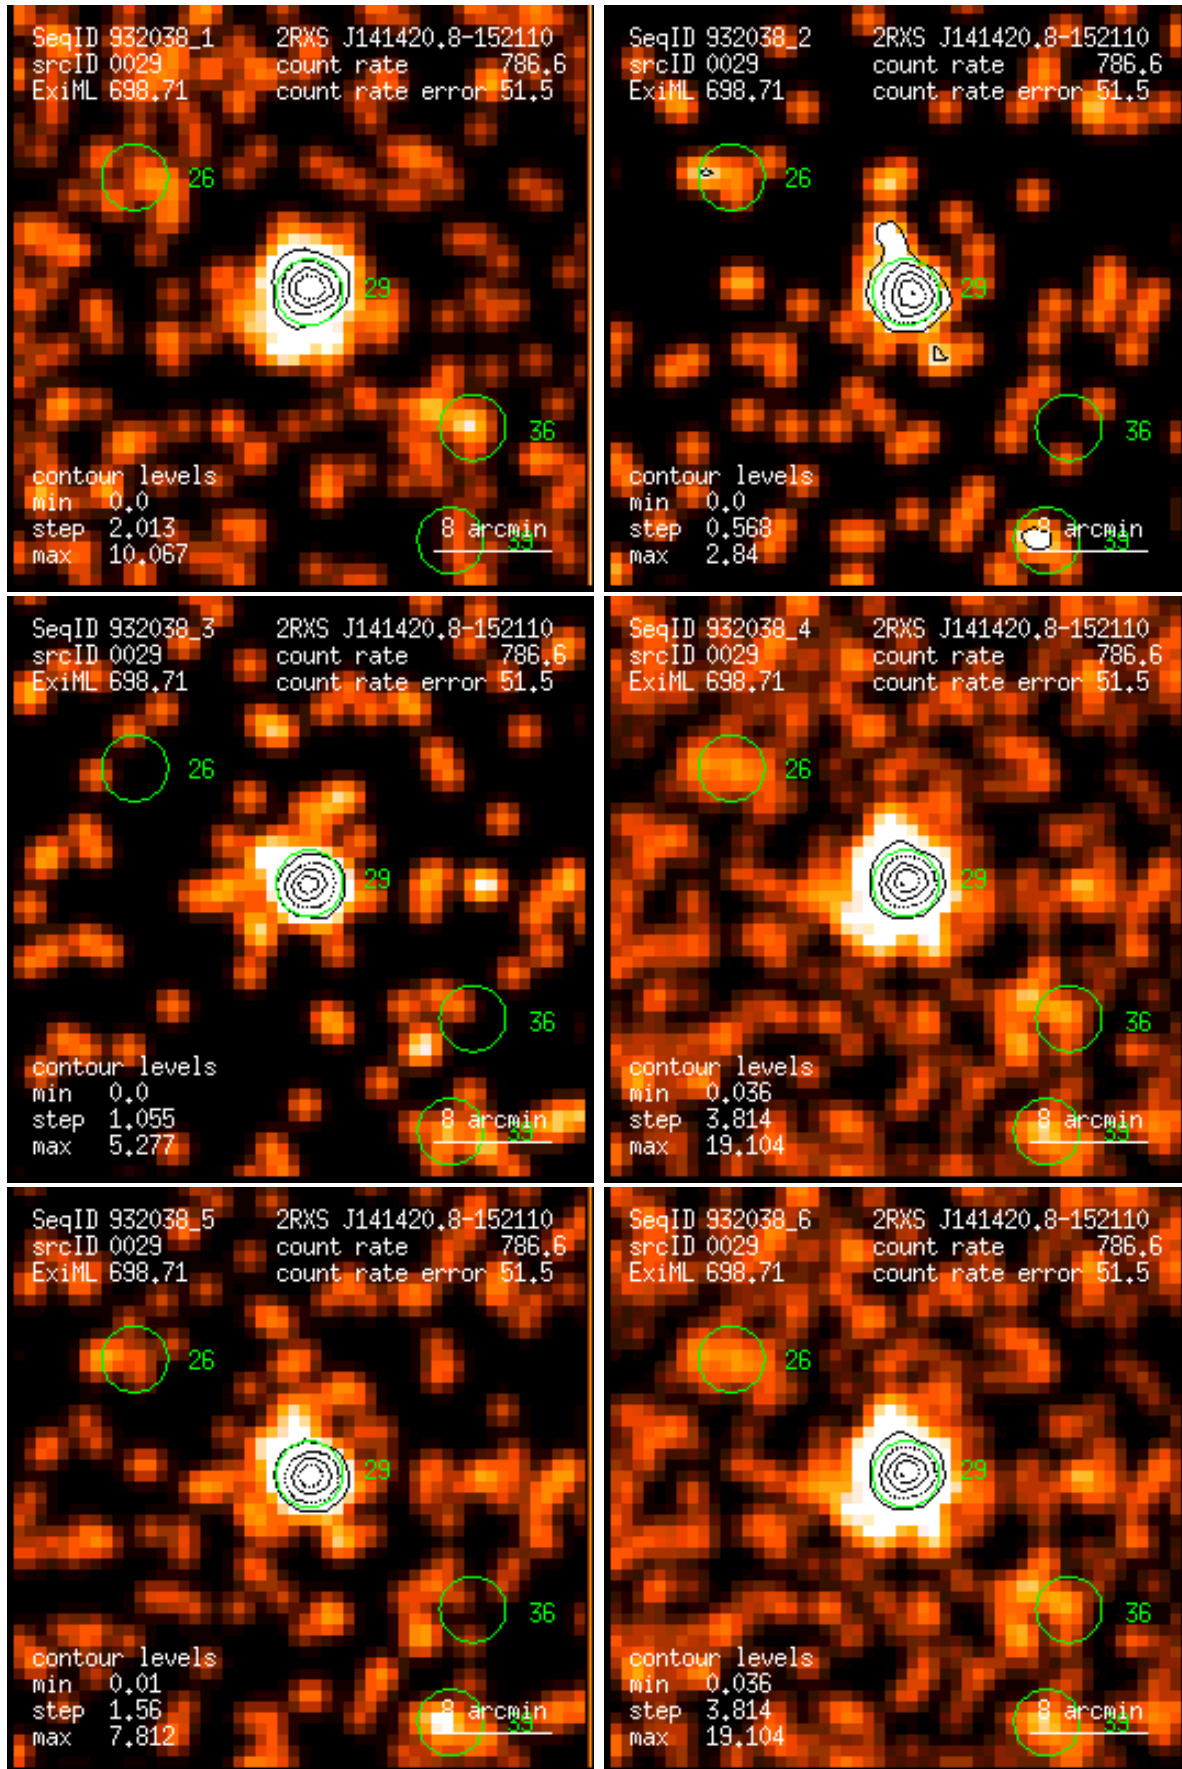 SeqID 932038_1 2RXS J141420.8-152110
srcID 0029 count rate 786.6
ExiML 698.71 count rate error 51.5
26
29
36
contour levels
min 0.0
step 2.013
max 10.067
8 arcmin
39
SeqID 932038_2 2RXS J141420.8-152110
srcID 0029 count rate 786.6
ExiML 698.71 count rate error 51.5
26
29
36
contour levels
min 0.0
step 0.568
max 2.84
8 arcmin
39
SeqID 932038_3 2RXS J141420.8-152110
srcID 0029 count rate 786.6
ExiML 698.71 count rate error 51.5
26
29
36
contour levels
min 0.0
step 1.055
max 5.277
8 arcmin
39
SeqID 932038_4 2RXS J141420.8-152110
srcID 0029 count rate 786.6
ExiML 698.71 count rate error 51.5
26
29
36
contour levels
min 0.036
step 3.814
max 19.104
8 arcmin
39
SeqID 932038_5 2RXS J141420.8-152110
srcID 0029 count rate 786.6
ExiML 698.71 count rate error 51.5
26
29
36
contour levels
min 0.01
step 1.56
max 7.812
8 arcmin
39
SeqID 932038_6 2RXS J141420.8-152110
srcID 0029 count rate 786.6
ExiML 698.71 count rate error 51.5
26
29
36
contour levels
min 0.036
step 3.814
max 19.104
8 arcmin
39